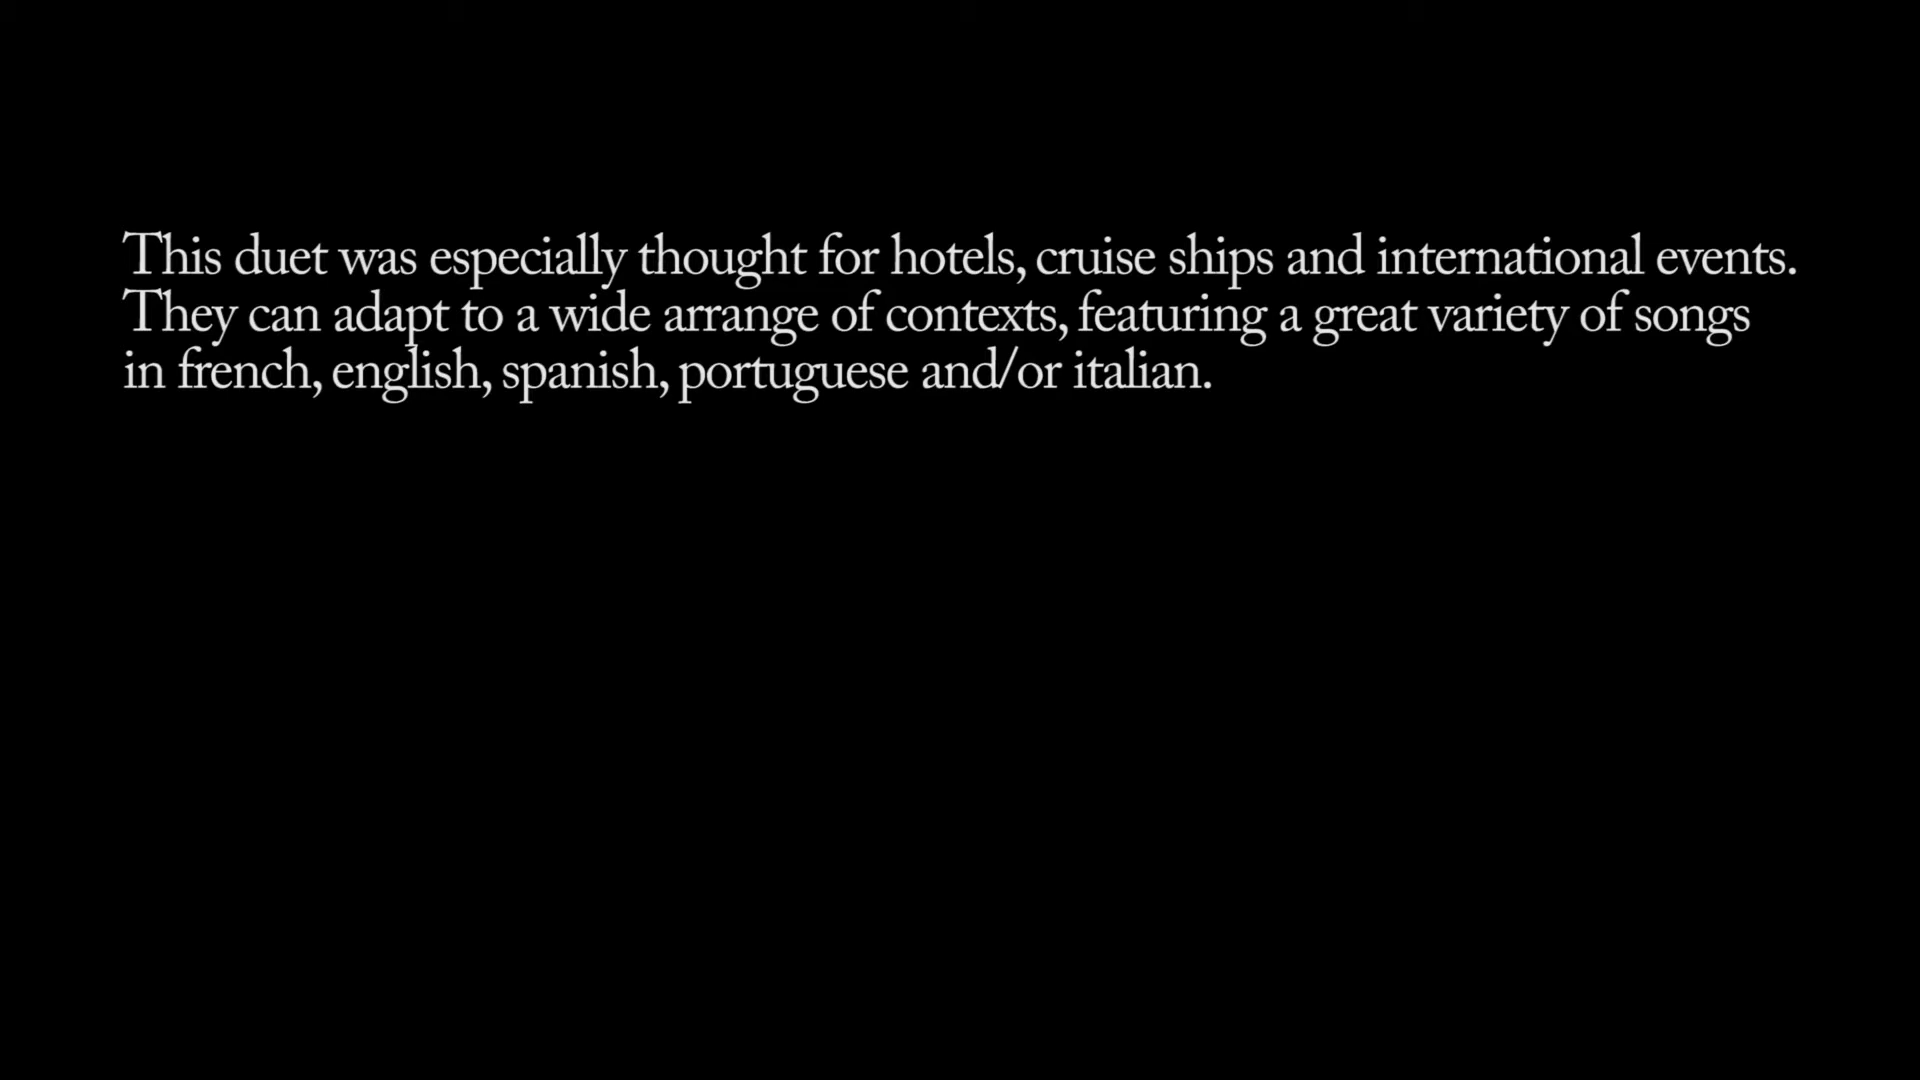 This duet was especially thought for hotels, cruise ships and international events.
They can adapt to a wide arrange of contexts, featuring a great variety of songs
in french, english, spanish, portuguese and/or italian.